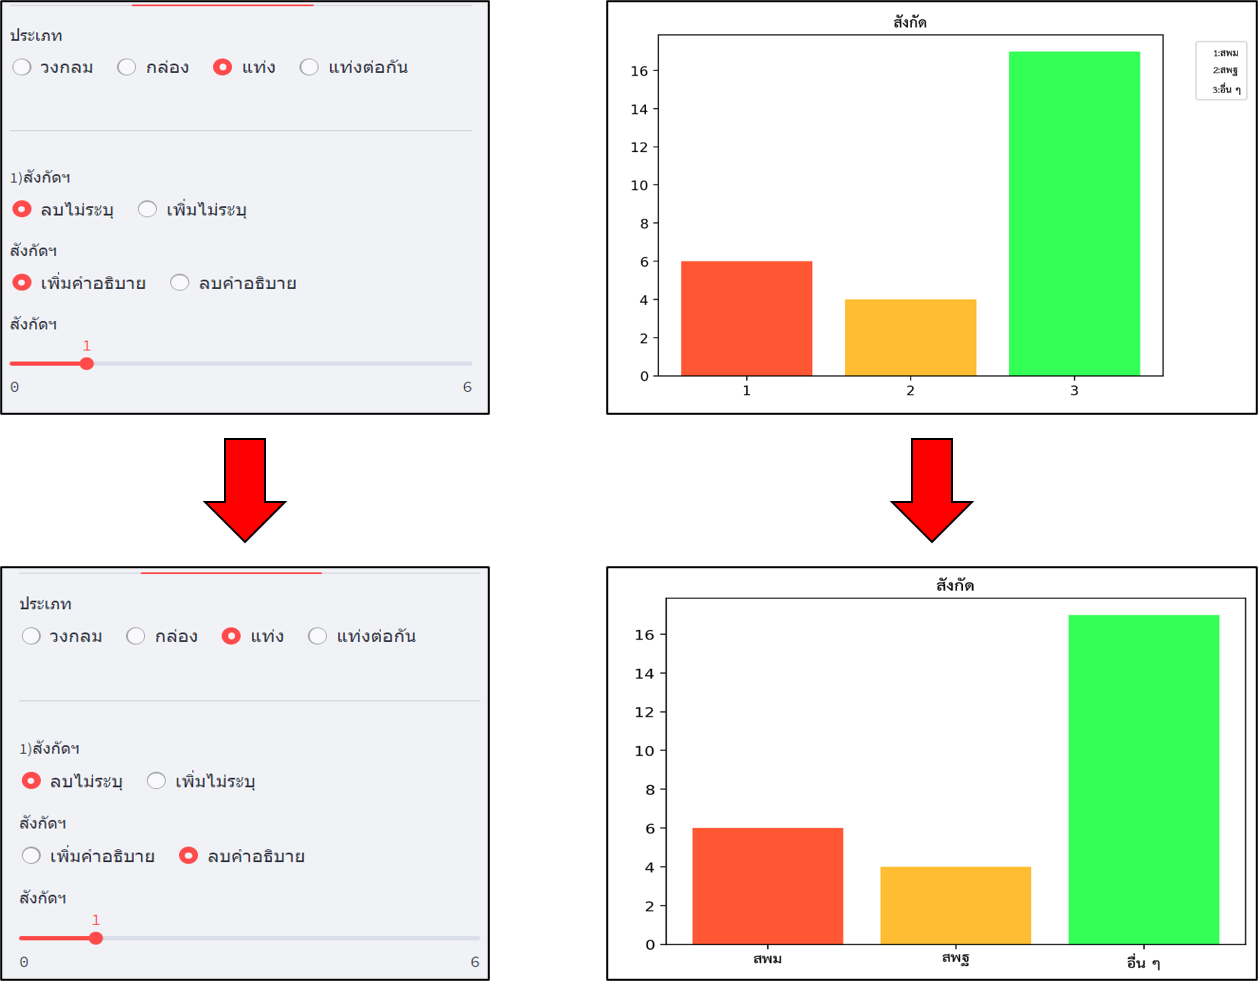 ประเภท
วงกลม กล่อง แท่ง แท่งต่อกัน
1)สังกัดฯ
ลบไม่ระบุ เพิ่มไม่ระบุ
สังกัดฯ
เพิ่มคำอธิบาย ลบคำอธิบาย
สังกัดฯ
1
0 6
สังกัด
16
14
12
10
8
6
4
2
0
1 2 3
1:สพม
2:สพฐ
3:อื่น ๆ
ประเภท
วงกลม กล่อง แท่ง แท่งต่อกัน
1)สังกัดฯ
ลบไม่ระบุ เพิ่มไม่ระบุ
สังกัดฯ
เพิ่มคำอธิบาย ลบคำอธิบาย
สังกัดฯ
1
0 6
สังกัด
16
14
12
10
8
6
4
2
0
สพม สพฐ อื่น ๆ